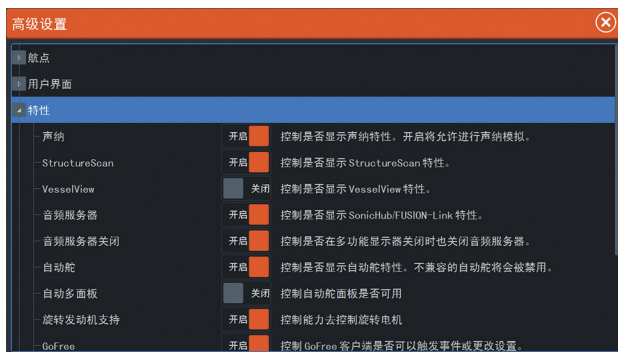 高级设置
航点
用户界面
特性
声纳 开启 控制是否显示声纳特性。开启将允许进行声纳模拟。
StructureScan 开启 控制是否显示 StructureScan 特性。
VesselView 关闭 控制是否显示 VesselView 特性。
音频服务器 开启 控制是否显示 SonicHub/FUSION-Link 特性。
音频服务器关闭 开启 控制是否在多功能显示器关闭时也关闭音频服务器。
自动舵 开启 控制是否显示自动舵特性。不兼容的自动舵将会被禁用。
自动多面板 关闭 控制自动舵面板是否可用
旋转发动机支持 开启 控制能力去控制旋转电机
GoFree 开启 控制 GoFree 客户端是否可以触发事件或更改设置。